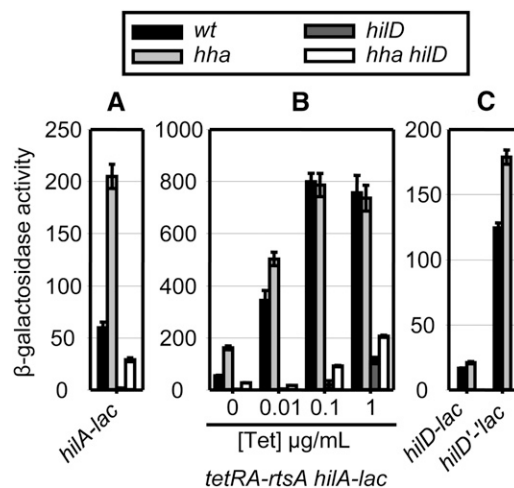 wt
hilD
hha
hha hilD
A
B
C
β-galactosidase activity
250
200
150
100
50
0
hilA-lac
1000
800
600
400
200
0
0
0.01
0.1
1
[Tet] µg/mL
tetRA-rtsA hilA-lac
200
150
100
50
0
hilD-lac
hilD'-'lac